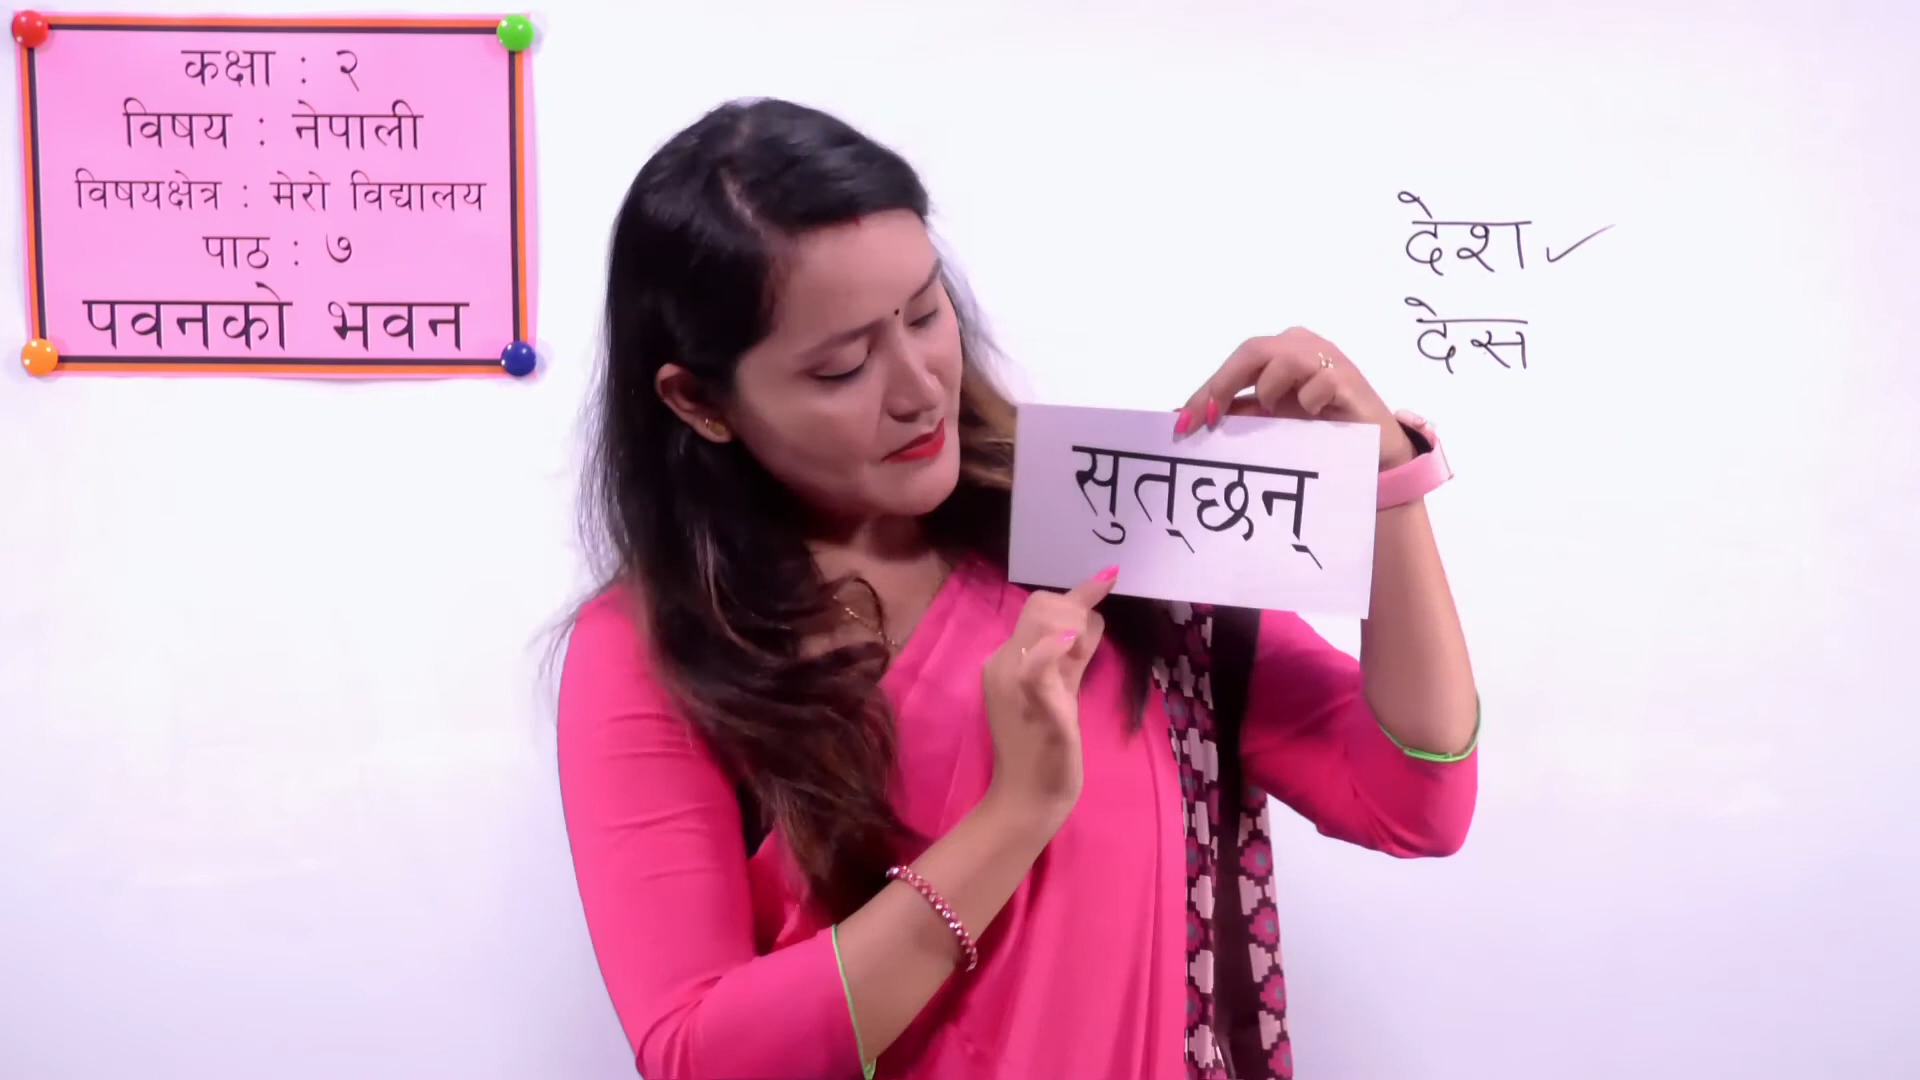 कक्षा : २
विषय : नेपाली
विषयक्षेत्र : मेरो विद्यालय
पाठ : ७
पवनको भवन
देश ✓
देस
सुत्‌छन्